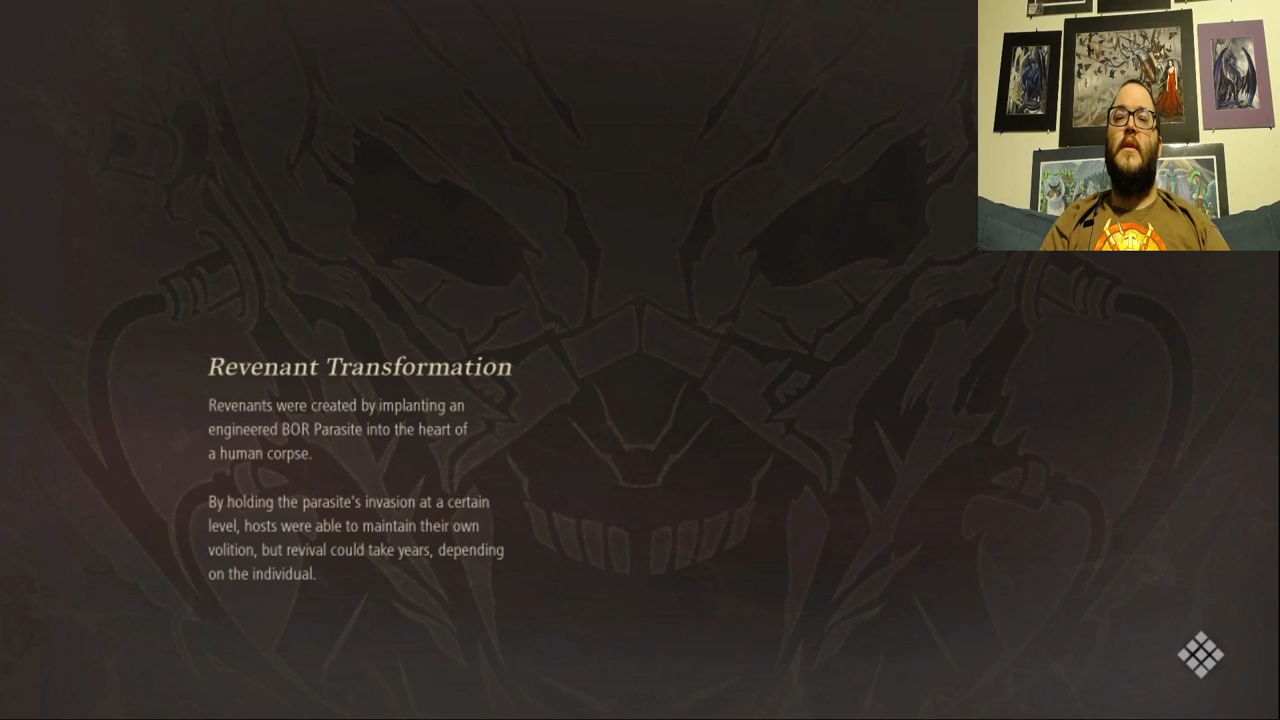 Revenant Transformation
Revenants were created by implanting an
engineered BOR Parasite into the heart of
a human corpse.
By holding the parasite's invasion at a certain
level, hosts were able to maintain their own
volition, but revival could take years, depending
on the individual.